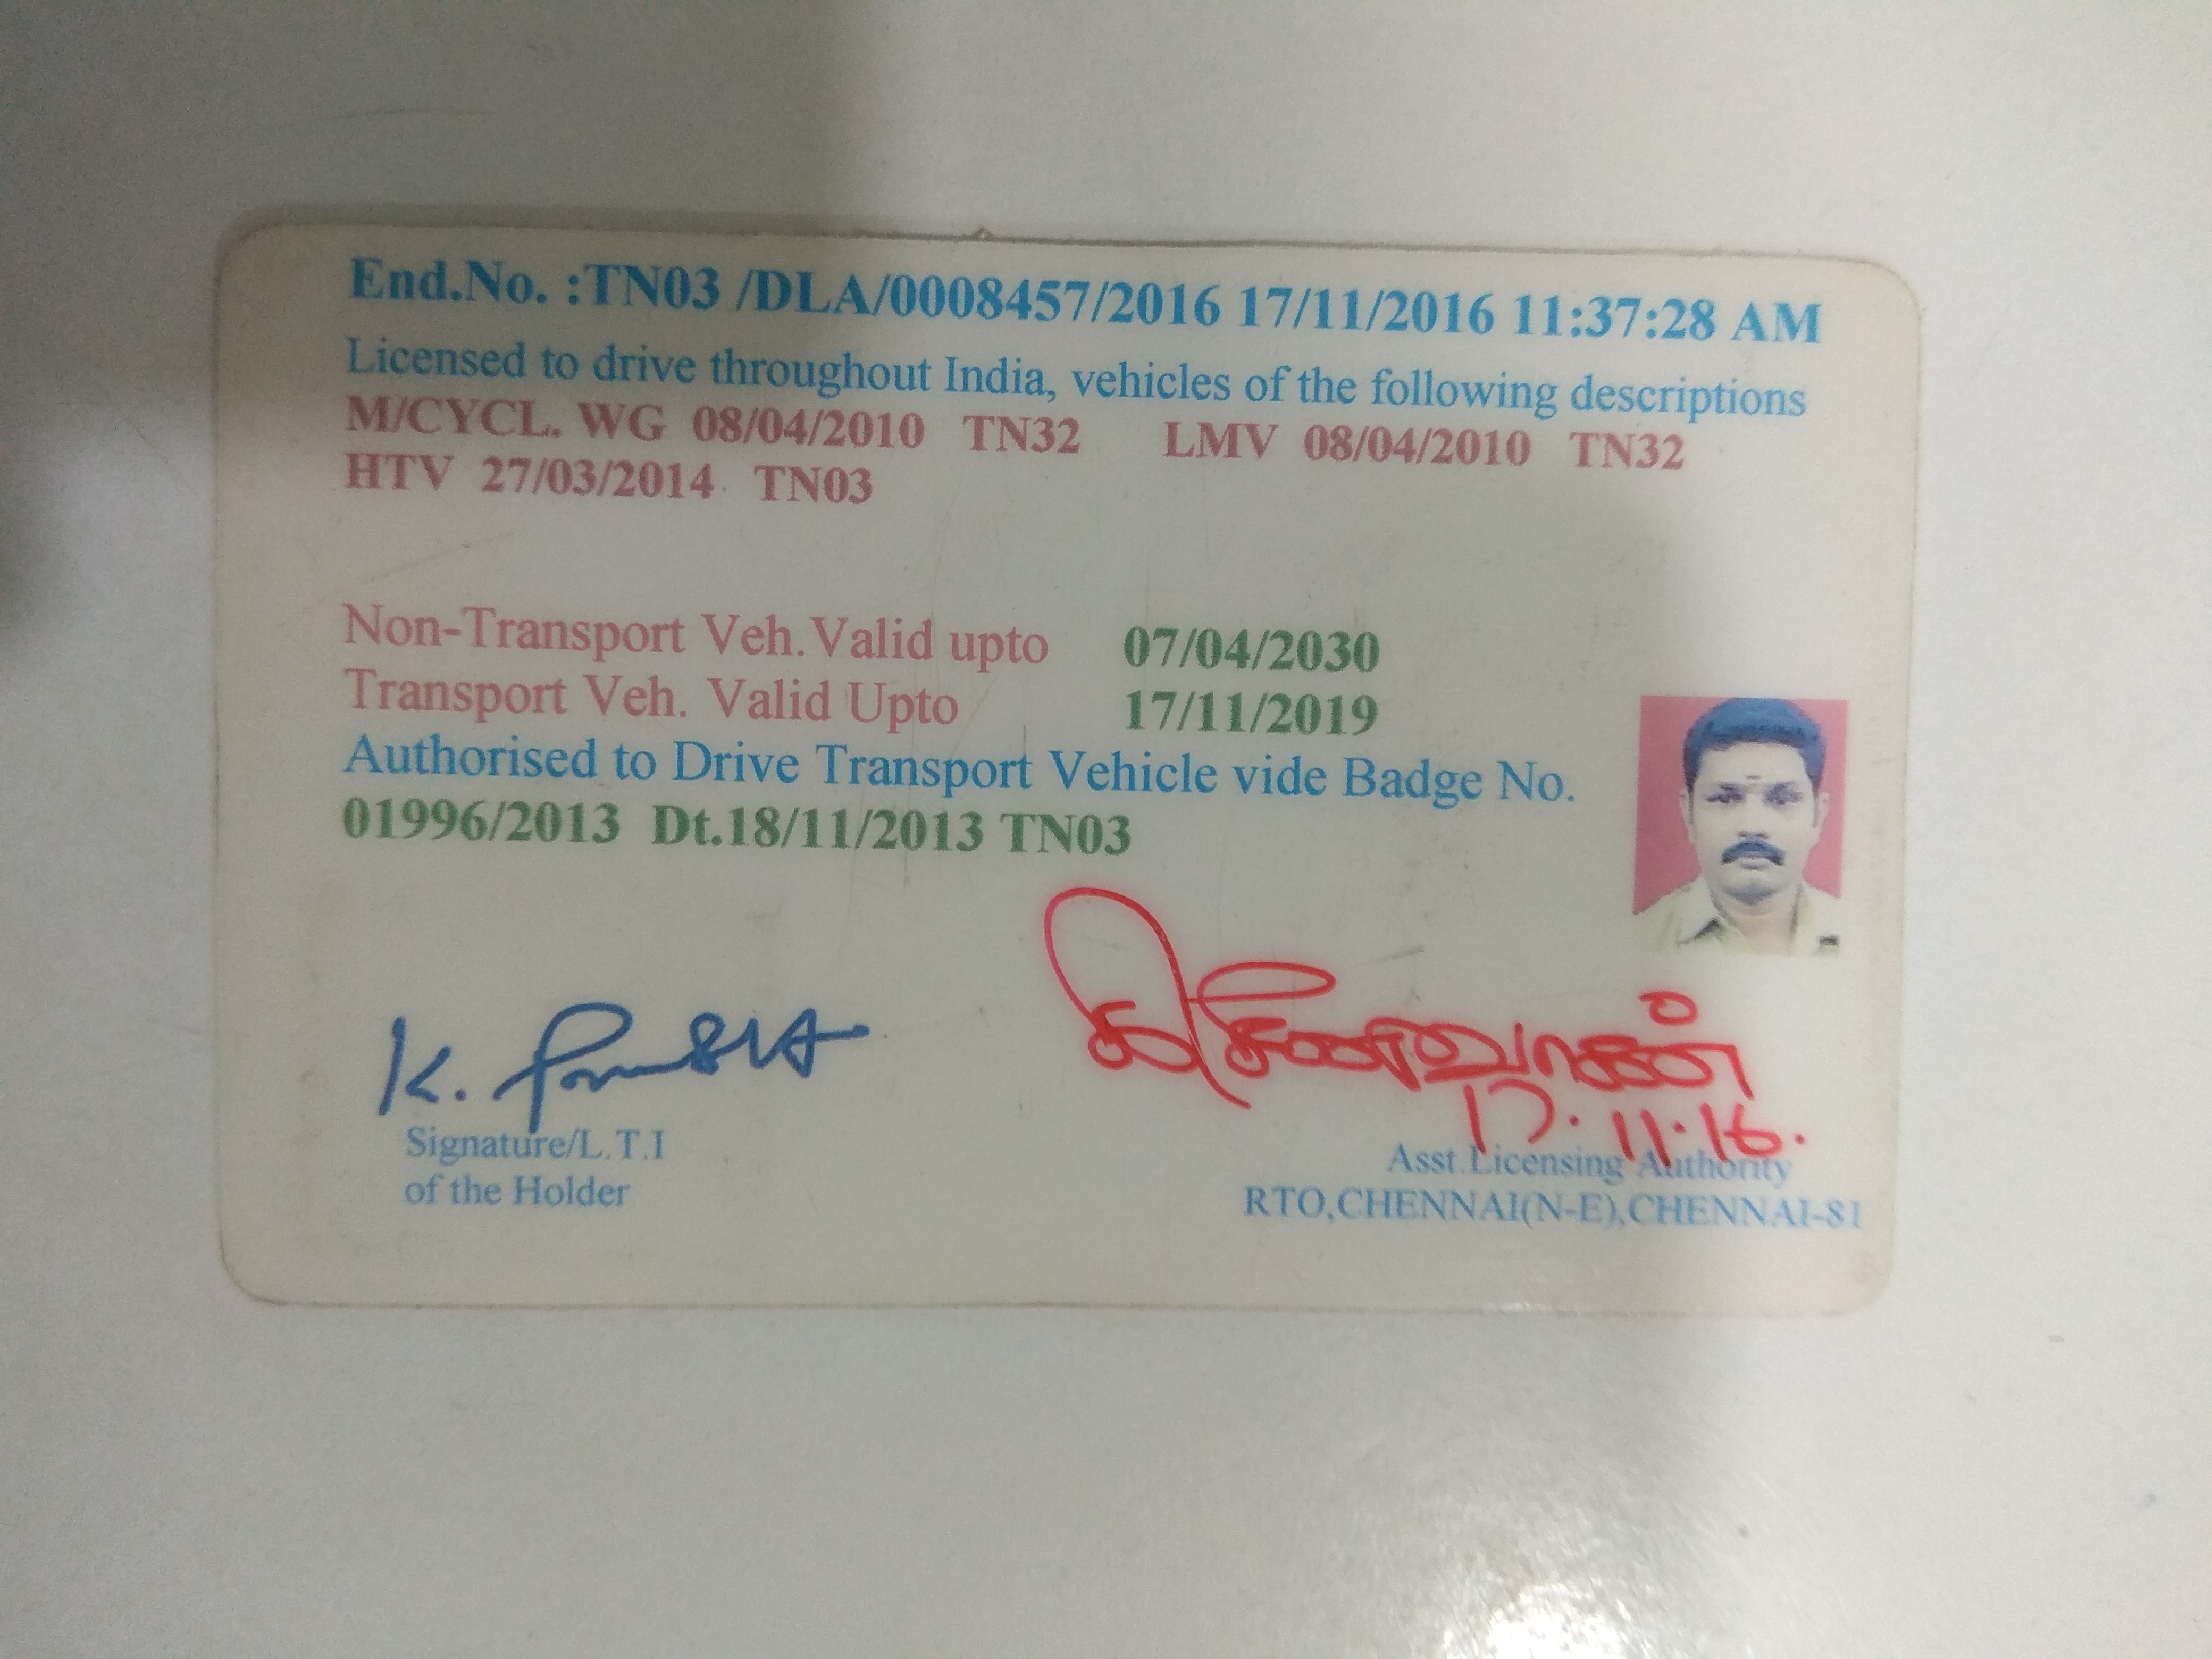 End.No. :TN03 /DLA/0008457/2016 17/11/2016 11:37:28 AM
Licensed to drive throughout India, vehicles of the following descriptions
M/CYCL. WG 08/04/2010 TN32 LMV 08/04/2010 TN32
HTV 27/03/2014 TN03
Non-Transport Veh.Valid upto 07/04/2030
Transport Veh. Valid Upto 17/11/2019
Authorised to Drive Transport Vehicle vide Badge No.
01996/2013 Dt.18/11/2013 TN03
K.
17.11.16.
Signature/L.T.I
of the Holder
Asst.Licensing Authority
RTO,CHENNAI(N-E),CHENNAI-81